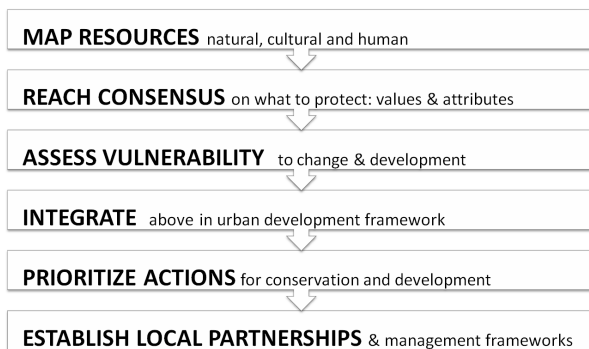 MAP RESOURCES natural, cultural and human
REACH CONSENSUS on what to protect: values & attributes
ASSESS VULNERABILITY to change & development
INTEGRATE above in urban development framework
PRIORITIZE ACTIONS for conservation and development
ESTABLISH LOCAL PARTNERSHIPS & management frameworks